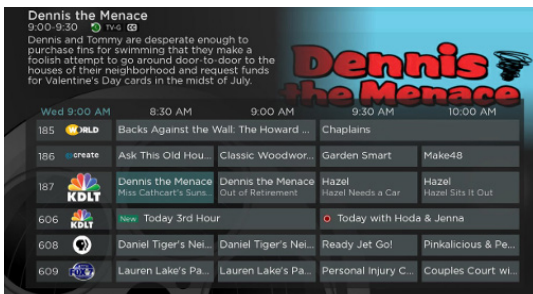 Dennis the Menace
9:00-9:30 TV-G CC
Dennis and Tommy are desperate enough to
purchase fins for swimming that they make a
foolish attempt to go around door-to-door to the
houses of their neighborhood and request funds
for Valentine's Day cards in the midst of July.
Dennis
the Menace
Wed 9:00 AM 8:30 AM 9:00 AM 9:30 AM 10:00 AM
185 WORLD Backs Against the Wall: The Howard ... Chaplains
186 create Ask This Old Hou... Classic Woodwor... Garden Smart Make48
187 KDLT Dennis the Menace Dennis the Menace Hazel Hazel
Miss Cathcart's Suns... Out of Retirement Hazel Needs a Car Hazel Sits It Out
606 KDLT New Today 3rd Hour Today with Hoda & Jenna
608 Daniel Tiger's Nei... Daniel Tiger's Nei... Ready Jet Go! Pinkalicious & Pe...
609 FOX Lauren Lake's Pa... Lauren Lake's Pa... Personal Injury C... Couples Court wi...